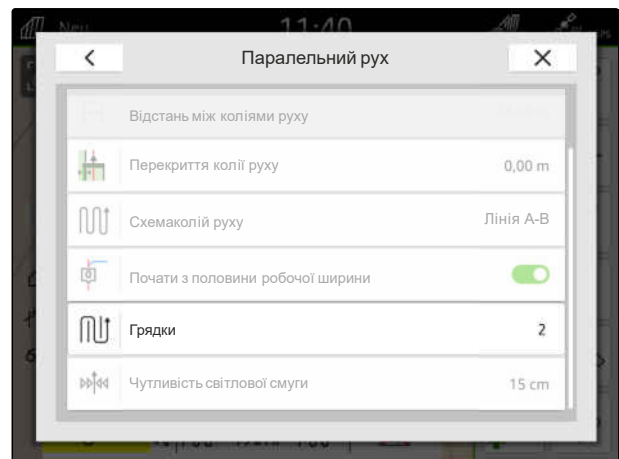 Neu
11:40
Паралельний рух
Відстань між коліями руху
Перекриття колії руху
0,00 m
Схемаколій руху
Лінія A-B
Почати з половини робочої ширини
Грядки
2
Чутливість світлової смуги
15 cm